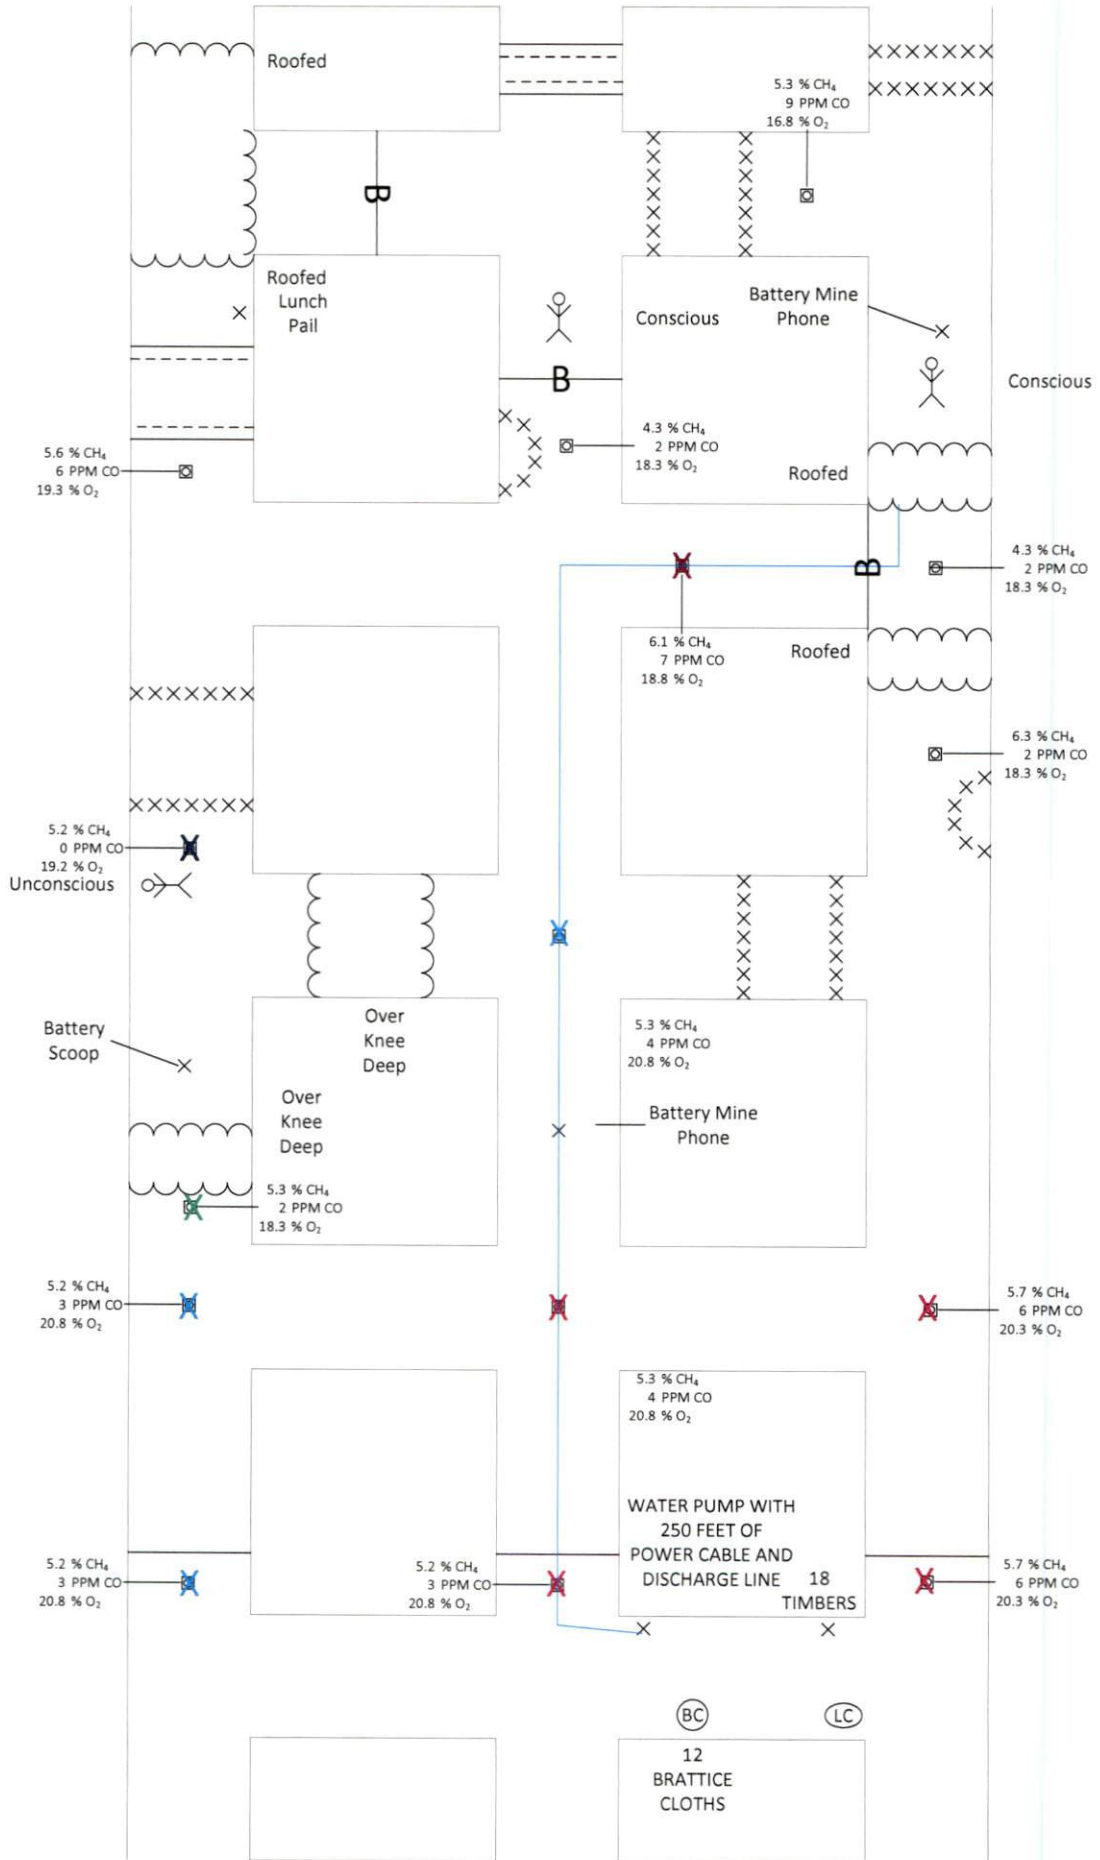 Roofed
5.3 % CH₄
9 PPM CO
16.8 % O₂
B
Roofed
Lunch
Pail
Conscious
Battery Mine
Phone
B
Conscious
4.3 % CH₄
2 PPM CO
18.3 % O₂
5.6 % CH₄
6 PPM CO
19.3 % O₂
Roofed
B
4.3 % CH₄
2 PPM CO
18.3 % O₂
6.1 % CH₄
7 PPM CO
18.8 % O₂
Roofed
6.3 % CH₄
2 PPM CO
18.3 % O₂
5.2 % CH₄
0 PPM CO
19.2 % O₂
Unconscious
Battery
Scoop
Over
Knee
Deep
5.3 % CH₄
4 PPM CO
20.8 % O₂
Over
Knee
Deep
Battery Mine
Phone
5.3 % CH₄
2 PPM CO
18.3 % O₂
5.2 % CH₄
3 PPM CO
20.8 % O₂
5.7 % CH₄
6 PPM CO
20.3 % O₂
5.3 % CH₄
4 PPM CO
20.8 % O₂
WATER PUMP WITH
250 FEET OF
POWER CABLE AND
DISCHARGE LINE
18
TIMBERS
5.2 % CH₄
3 PPM CO
20.8 % O₂
5.2 % CH₄
3 PPM CO
20.8 % O₂
5.7 % CH₄
6 PPM CO
20.3 % O₂
BC
LC
12
BRATTICE
CLOTHS